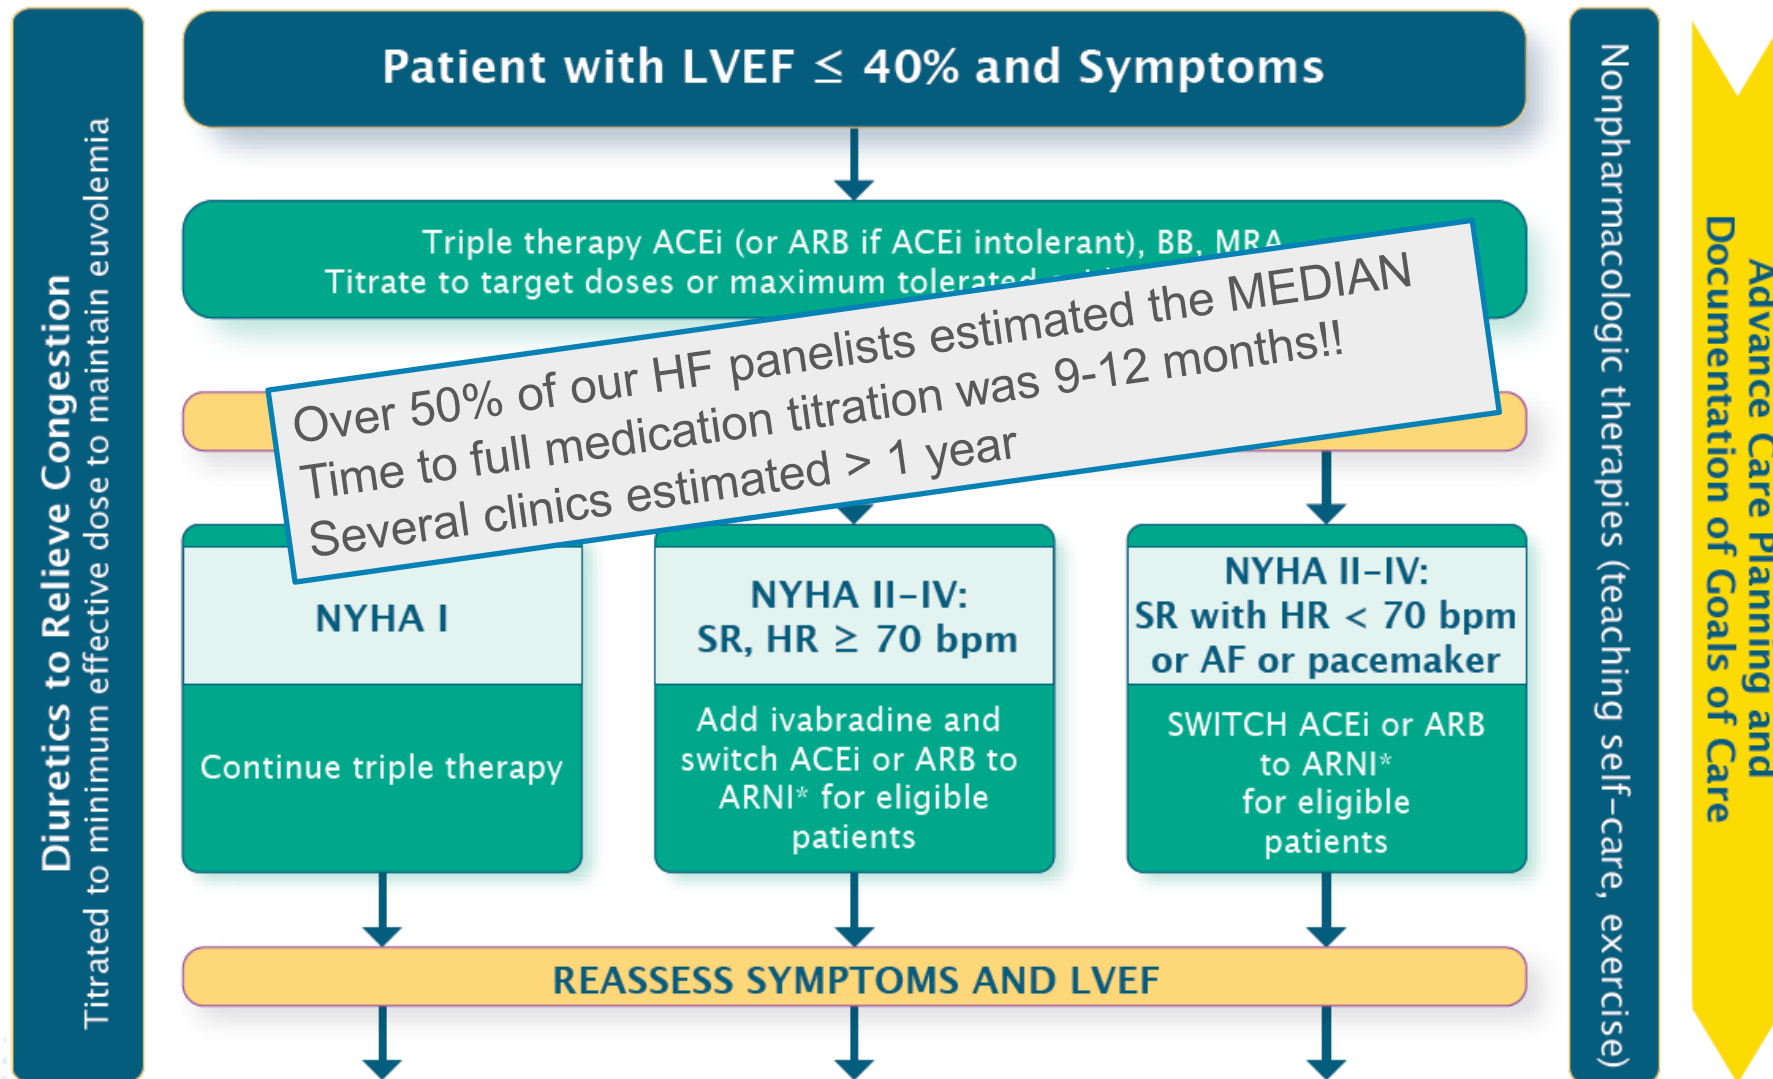 Diuretics to Relieve Congestion
Titrated to minimum effective dose to maintain euvolemia
Patient with LVEF ≤ 40% and Symptoms
Triple therapy ACEi (or ARB if ACEi intolerant), BB, MRA
Titrate to target doses or maximum tolerated
Over 50% of our HF panelists estimated the MEDIAN
Time to full medication titration was 9-12 months!!
Several clinics estimated > 1 year
NYHA I
Continue triple therapy
NYHA II–IV:
SR, HR ≥ 70 bpm
Add ivabradine and
switch ACEi or ARB to
ARNI* for eligible
patients
NYHA II–IV:
SR with HR < 70 bpm
or AF or pacemaker
SWITCH ACEi or ARB
to ARNI*
for eligible
patients
REASSESS SYMPTOMS AND LVEF
Nonpharmacologic therapies (teaching self-care, exercise)
Advance Care Planning and
Documentation of Goals of Care